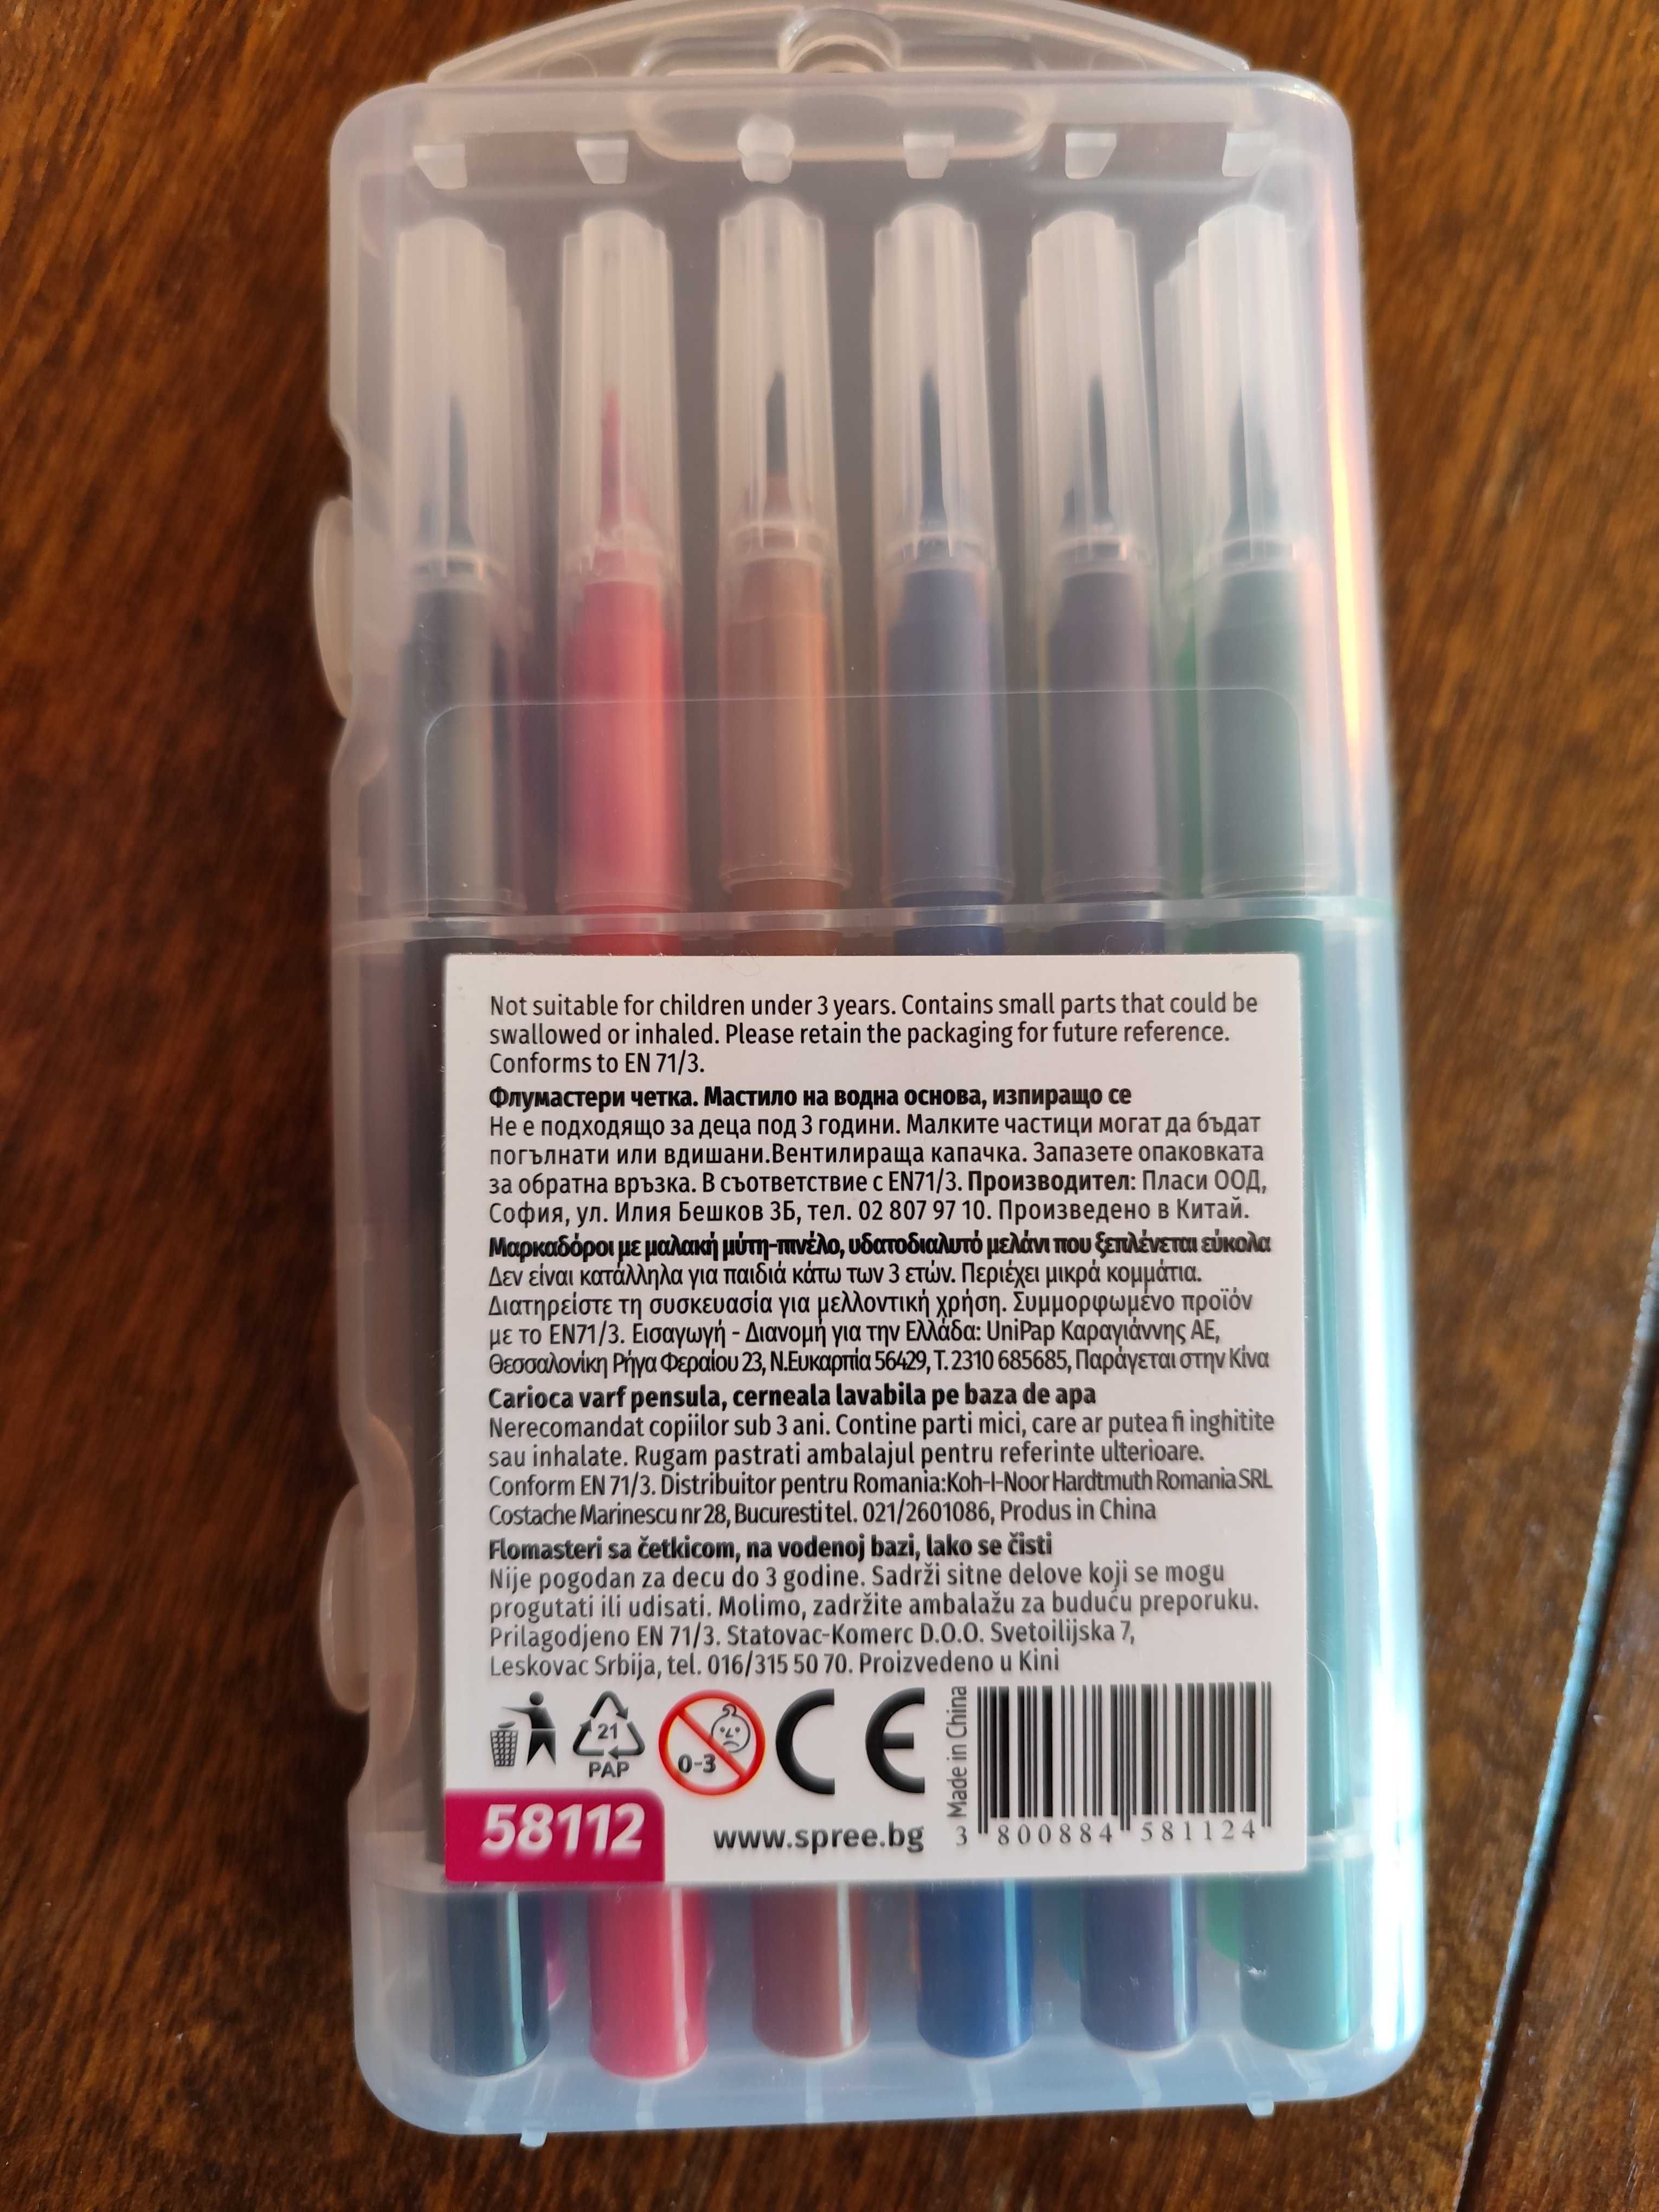 Not suitable for children under 3 years. Contains small parts that could be
swallowed or inhaled. Please retain the packaging for future reference.
Conforms to EN 71/3.
Флумастери четка. Мастило на водна основа, изпиращо се
Не е подходящо за деца под 3 години. Малките частици могат да бъдат
погълнати или вдишани.Вентилираща капачка. Запазете опаковката
за обратна връзка. В съответствие с EN71/3. Производител: Пласи ООД,
София, ул. Илия Бешков 3Б, тел. 02 807 97 10. Произведено в Китай.
Μαρκαδόροι με μαλακή μύτη-πινέλο, υδατοδιαλυτό μελάνι που ξεπλένεται εύκολα
Δεν είναι κατάλληλα για παιδιά κάτω των 3 ετών. Περιέχει μικρά κομμάτια.
Διατηρείστε τη συσκευασία για μελλοντική χρήση. Συμμορφωμένο προϊόν
με το EN71/3. Εισαγωγή - Διανομή για την Ελλάδα: UniPap Καραγιάννης ΑΕ,
Θεσσαλονίκη Ρήγα Φεραίου 23, Ν.Ευκαρπία 56429, Τ. 2310 685685, Παράγεται στην Κίνα
Carioca varf pensula, cerneala lavabila pe baza de apa
Nerecomandat copiilor sub 3 ani. Contine parti mici, care ar putea fi inghitite
sau inhalate. Rugam pastrati ambalajul pentru referinte ulterioare.
Conform EN 71/3. Distribuitor pentru Romania:Koh-I-Noor Hardtmuth Romania SRL
Costache Marinescu nr 28, Bucuresti tel. 021/2601086, Produs in China
Flomasteri sa četkicom, na vodenoj bazi, lako se čisti
Nije pogodan za decu do 3 godine. Sadrži sitne delove koji se mogu
progutati ili udisati. Molimo, zadržite ambalažu za buduću preporuku.
Prilagodjeno EN 71/3. Statovac-Komerc D.O.O. Svetoilijska 7,
Leskovac Srbija, tel. 016/315 50 70. Proizvedeno u Kini
21
PAP
0-3
CE
Made in China
58112
www.spree.bg
3 800884 581124